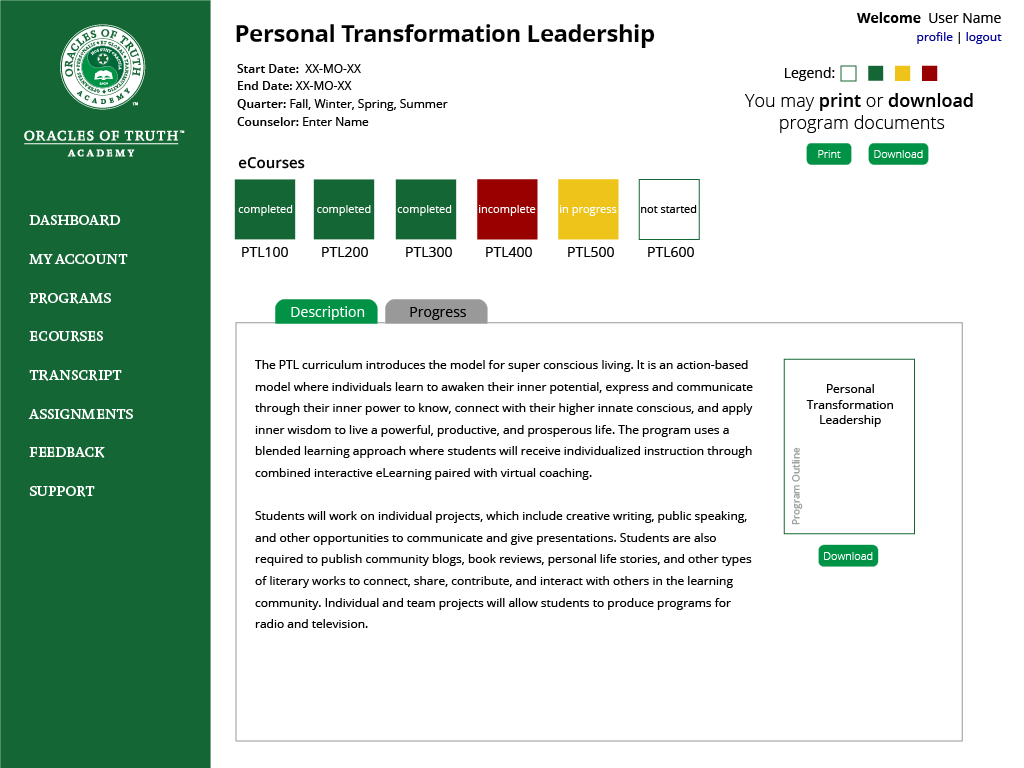 ORACLES OF TRUTH
ACADEMY
™
ORACLES OF TRUTH™
ACADEMY
DASHBOARD
MY ACCOUNT
PROGRAMS
ECOURSES
TRANSCRIPT
ASSIGNMENTS
FEEDBACK
SUPPORT
Personal Transformation Leadership
Welcome User Name
profile | logout
Start Date: XX-MO-XX
End Date: XX-MO-XX
Quarter: Fall, Winter, Spring, Summer
Counselor: Enter Name
Legend:
You may print or download
program documents
Print Download
eCourses
completed completed completed incomplete in progress not started
PTL100 PTL200 PTL300 PTL400 PTL500 PTL600
Description Progress
The PTL curriculum introduces the model for super conscious living. It is an action-based
model where individuals learn to awaken their inner potential, express and communicate
through their inner power to know, connect with their higher innate conscious, and apply
inner wisdom to live a powerful, productive, and prosperous life. The program uses a
blended learning approach where students will receive individualized instruction through
combined interactive eLearning paired with virtual coaching.
Students will work on individual projects, which include creative writing, public speaking,
and other opportunities to communicate and give presentations. Students are also
required to publish community blogs, book reviews, personal life stories, and other types
of literary works to connect, share, contribute, and interact with others in the learning
community. Individual and team projects will allow students to produce programs for
radio and television.
Personal
Transformation
Leadership
Program Outline
Download